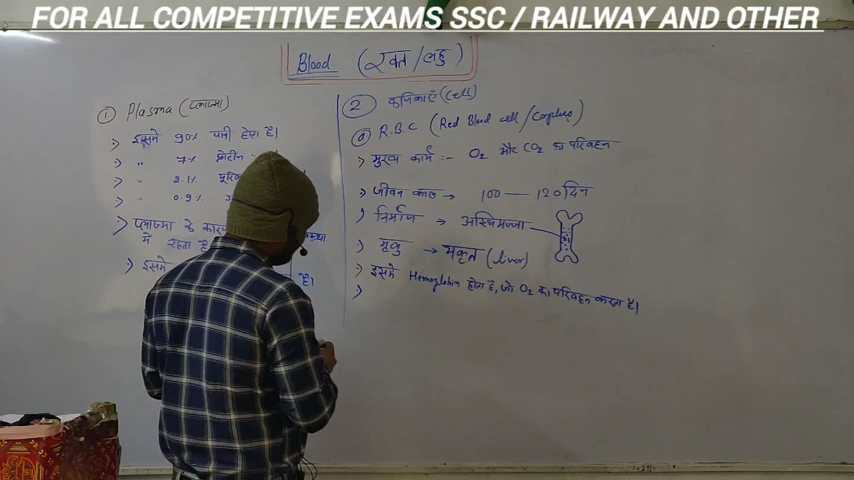 FOR ALL COMPETITIVE EXAMS SSC / RAILWAY AND OTHER
Blood (रक्त/लहु)
① Plasma (प्लाज्मा)
इसमे 90% पानी होता है।
〃 7% प्रोटीन
〃 2.1%
〃 0.9%
प्लाज्मा के
में रहता है
इसमे है।
② कणिकाएँ (cell)
ⓐ R.B.C (Red Blood cell /
मुख्य कार्य :- O₂ और CO₂ का परिवहन
जीवन काल → 100 — 120 दिन
निर्माण → अस्थिमज्जा
मृत्यु → यकृत (liver)
इसमे Hemoglobin होता है, जो O₂ का परिवहन करता है।